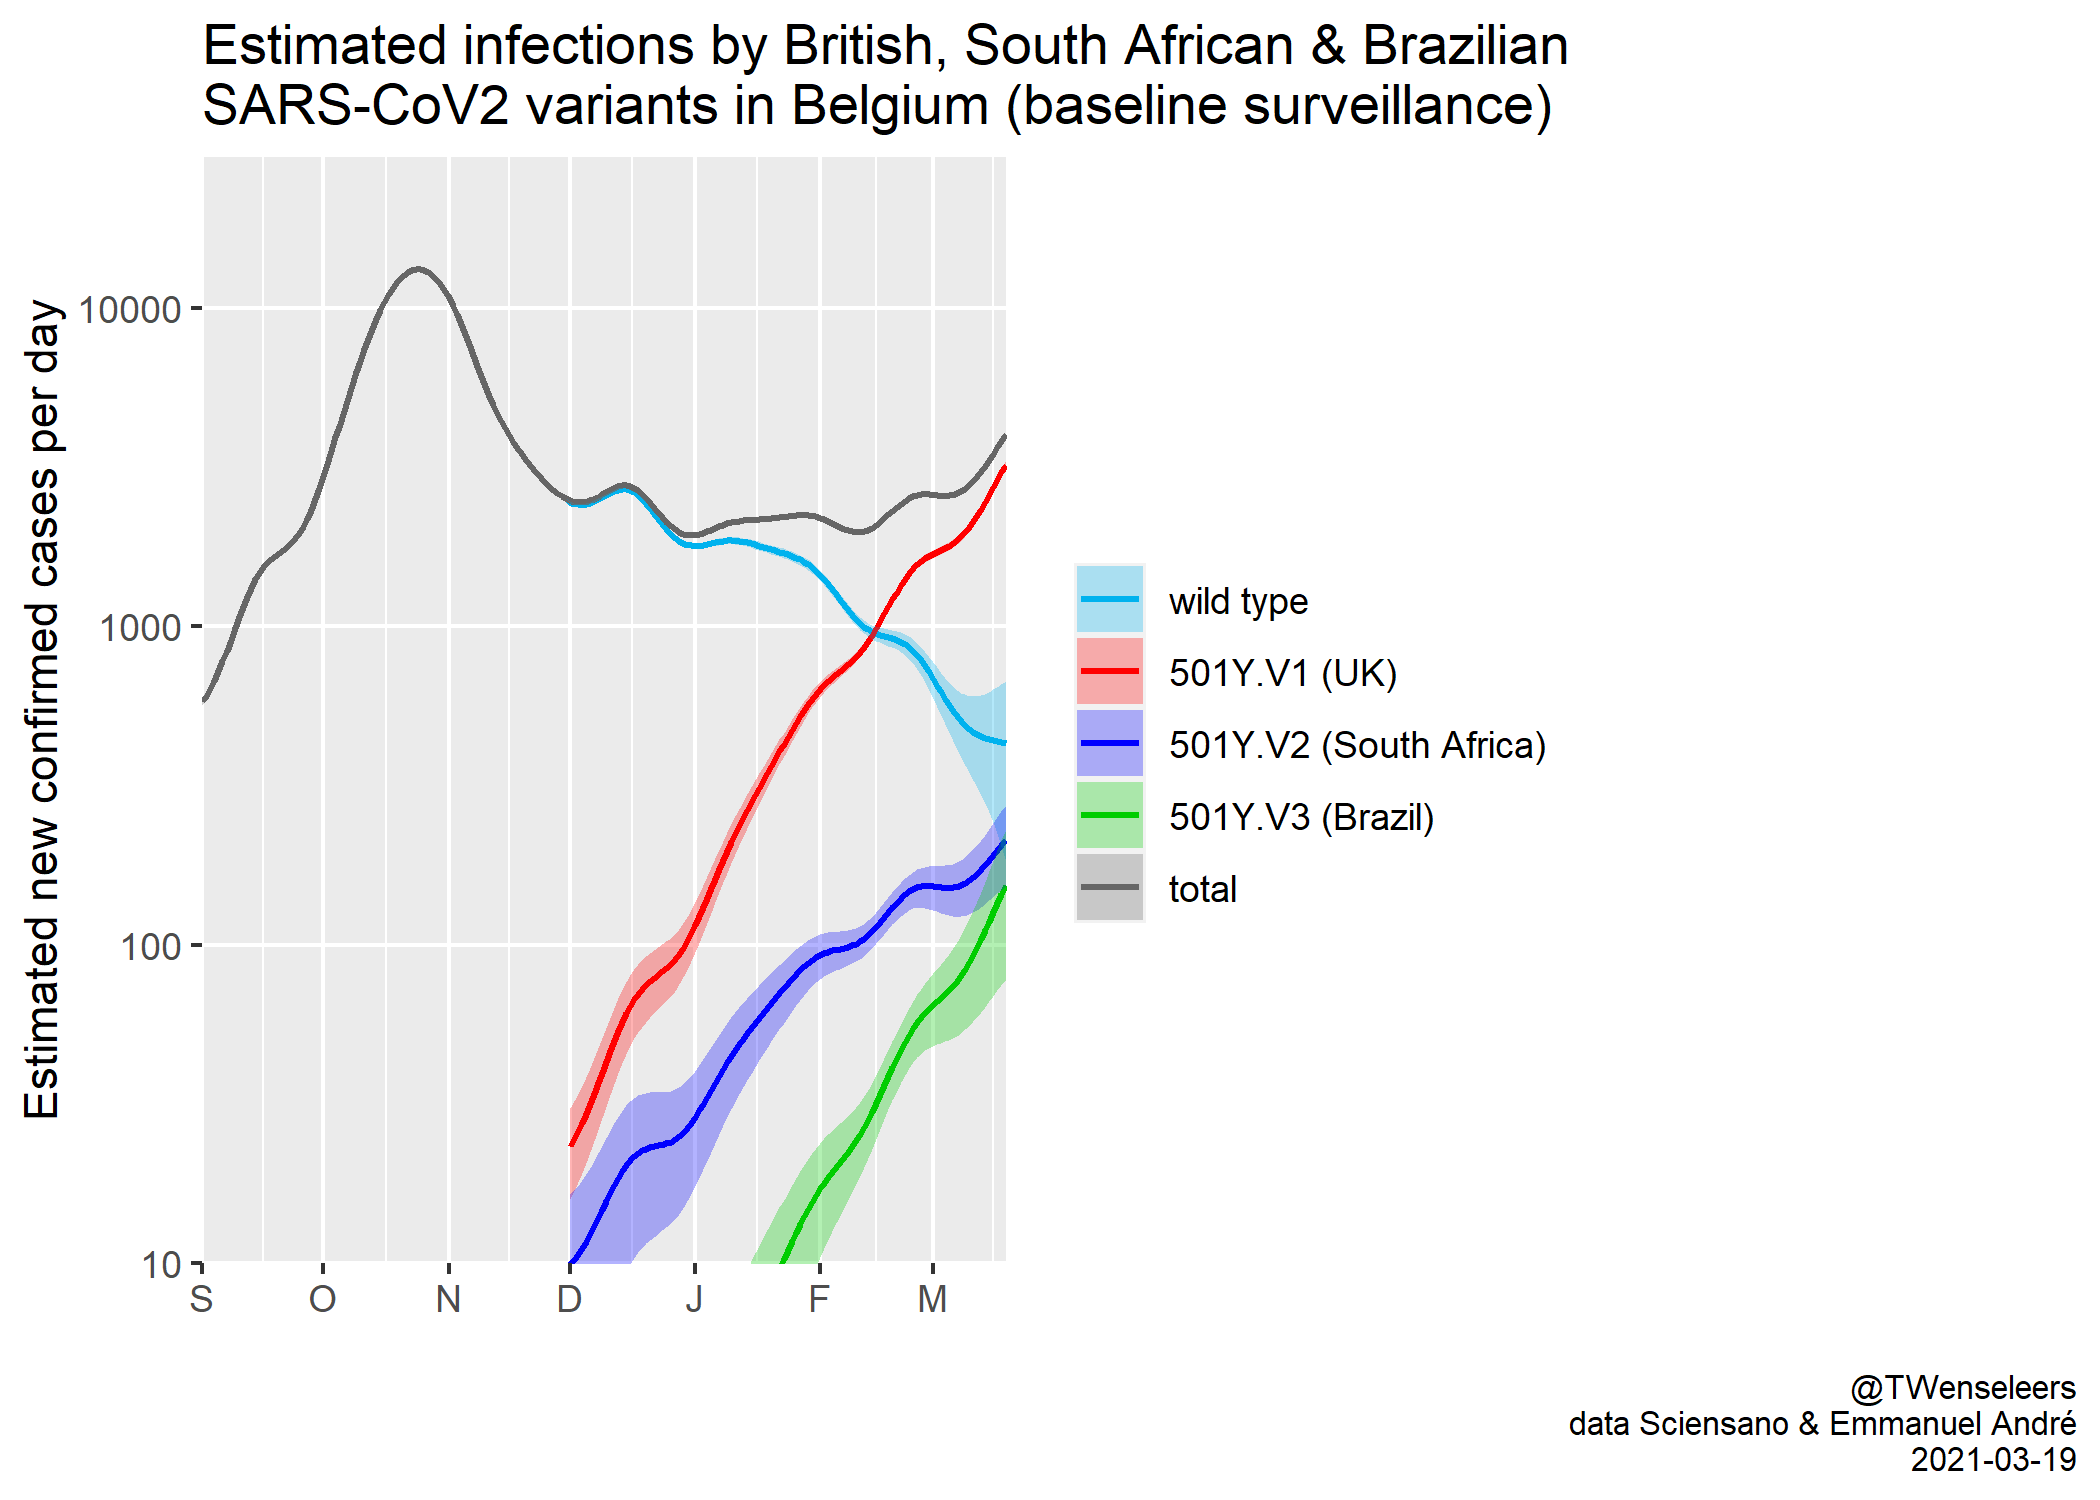 Estimated infections by British, South African & Brazilian
SARS-CoV2 variants in Belgium (baseline surveillance)
Estimated new confirmed cases per day
10000
1000
100
10
S O N D J F M
wild type
501Y.V1 (UK)
501Y.V2 (South Africa)
501Y.V3 (Brazil)
total
@TWenseleers
data Sciensano & Emmanuel André
2021-03-19